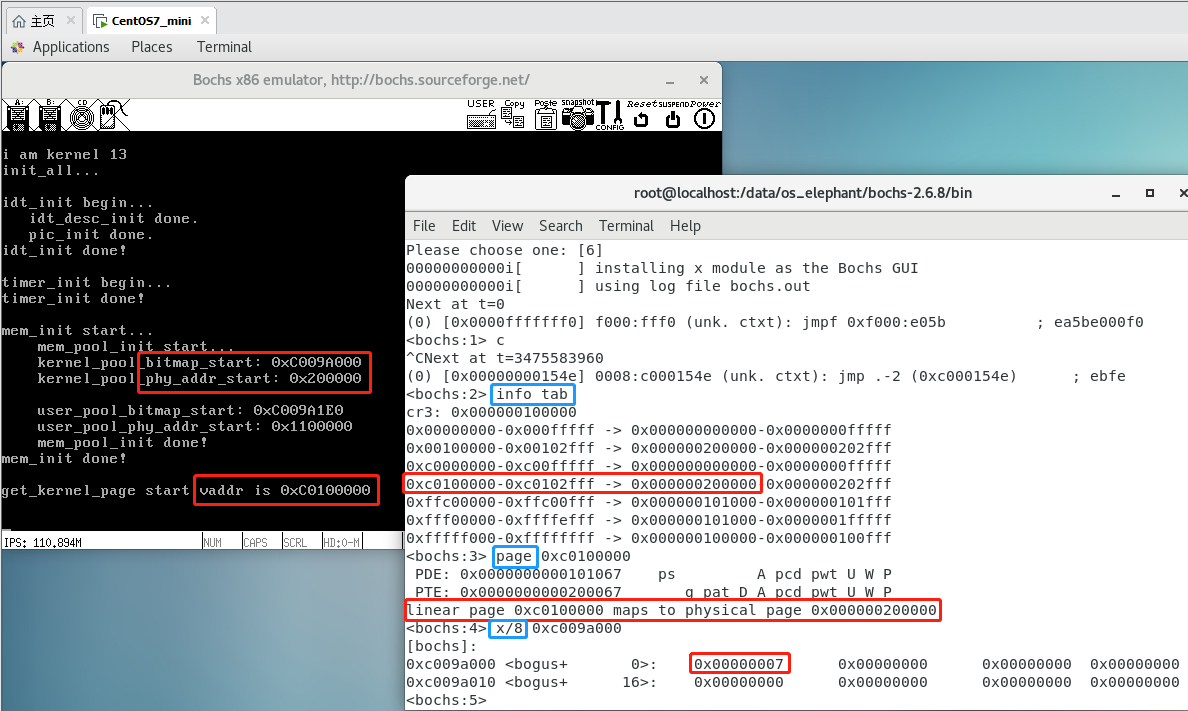 主页
CentOS7_mini
Applications Places Terminal
Bochs x86 emulator, http://bochs.sourceforge.net/
A: B: CD USER Copy Paste snapshot CONFIG Reset SUSPEND Power
i am kernel 13
init_all...
idt_init begin...
idt_desc_init done.
pic_init done.
idt_init done!
timer_init begin...
timer_init done!
mem_init start...
mem_pool_init start...
kernel_pool_bitmap_start: 0xC009A000
kernel_pool_phy_addr_start: 0x200000
user_pool_bitmap_start: 0xC009A1E0
user_pool_phy_addr_start: 0x1100000
mem_pool_init done!
mem_init done!
get_kernel_page start vaddr is 0xC0100000
IPS: 110.894M NUM CAPS SCRL HD:0-M
root@localhost:/data/os_elephant/bochs-2.6.8/bin
File Edit View Search Terminal Help
Please choose one: [6]
00000000000i[      ] installing x module as the Bochs GUI
00000000000i[      ] using log file bochs.out
Next at t=0
(0) [0x0000fffffff0] f000:fff0 (unk. ctxt): jmpf 0xf000:e05b          ; ea5be000f0
<bochs:1> c
^CNext at t=3475583960
(0) [0x00000000154e] 0008:c000154e (unk. ctxt): jmp .-2 (0xc000154e)      ; ebfe
<bochs:2> info tab
cr3: 0x000000100000
0x00000000-0x000fffff -> 0x000000000000-0x0000000fffff
0x00100000-0x00102fff -> 0x000000200000-0x000000202fff
0xc0000000-0xc00fffff -> 0x000000000000-0x0000000fffff
0xc0100000-0xc0102fff -> 0x000000200000-0x000000202fff
0xffc00000-0xffc00fff -> 0x000000101000-0x000000101fff
0xfff00000-0xffffefff -> 0x000000101000-0x0000001fffff
0xfffff000-0xffffffff -> 0x000000100000-0x000000100fff
<bochs:3> page 0xc0100000
PDE: 0x0000000000101067    ps         A pcd pwt U W P
PTE: 0x0000000000200067       g pat D A pcd pwt U W P
linear page 0xc0100000 maps to physical page 0x000000200000
<bochs:4> x/8 0xc009a000
[bochs]:
0xc009a000 <bogus+       0>:    0x00000007      0x00000000      0x00000000  0x00000000
0xc009a010 <bogus+      16>:    0x00000000      0x00000000      0x00000000  0x00000000
<bochs:5>